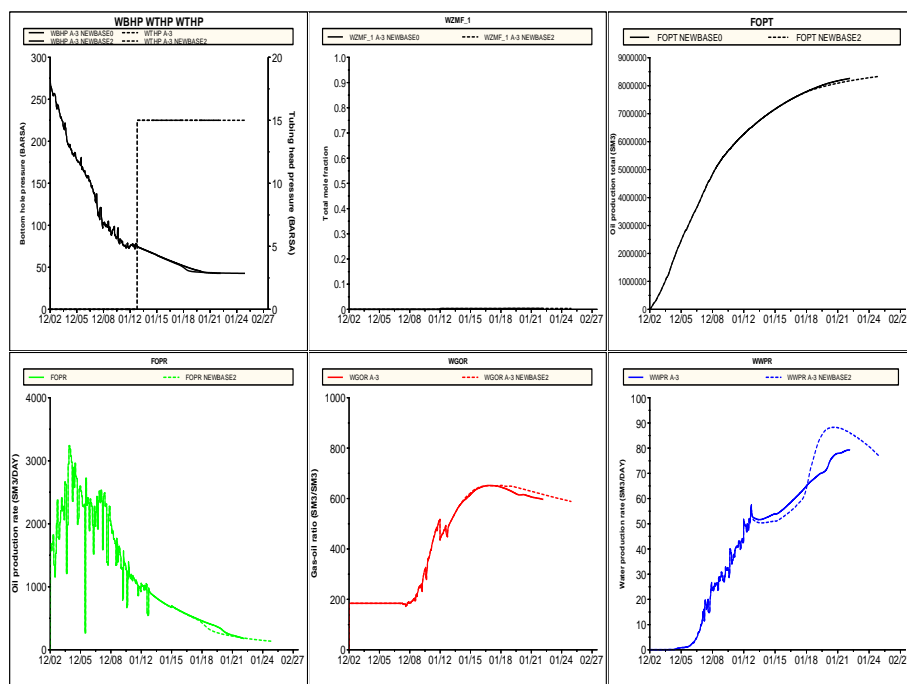 WBHP WTHP WTHP
WBHP A-3 NEWBASE0
WTHP A-3
WBHP A-3 NEWBASE2
WTHP A-3 NEWBASE2
300
250
200
150
100
50
0
Bottom hole pressure (BARSA)
20
15
10
5
0
Tubing head pressure (BARSA)
12/02 12/05 12/08 01/12 01/15 01/18 01/21 01/24 02/27
WZMF_1
WZMF_1 A-3 NEWBASE0
WZMF_1 A-3 NEWBASE2
1
0.9
0.8
0.7
0.6
0.5
0.4
0.3
0.2
0.1
0
Total mole fraction
12/02 12/05 12/08 01/12 01/15 01/18 01/21 01/24 02/27
FOPT
FOPT NEWBASE0
FOPT NEWBASE2
9000000
8000000
7000000
6000000
5000000
4000000
3000000
2000000
1000000
0
Oil production total (SM3)
12/02 12/05 12/08 01/12 01/15 01/18 01/21 01/24 02/2
FOPR
FOPR
FOPR NEWBASE2
4000
3000
2000
1000
0
Oil production rate (SM3/DAY)
12/02 12/05 12/08 01/12 01/15 01/18 01/21 01/24 02/27
WGOR
WGOR A-3
WGOR A-3 NEWBASE2
1000
800
600
400
200
0
Gas-oil ratio (SM3/SM3)
12/02 12/05 12/08 01/12 01/15 01/18 01/21 01/24 02/27
WWPR
WWPR A-3
WWPR A-3 NEWBASE2
100
90
80
70
60
50
40
30
20
10
0
Water production rate (SM3/DAY)
12/02 12/05 12/08 01/12 01/15 01/18 01/21 01/24 02/2